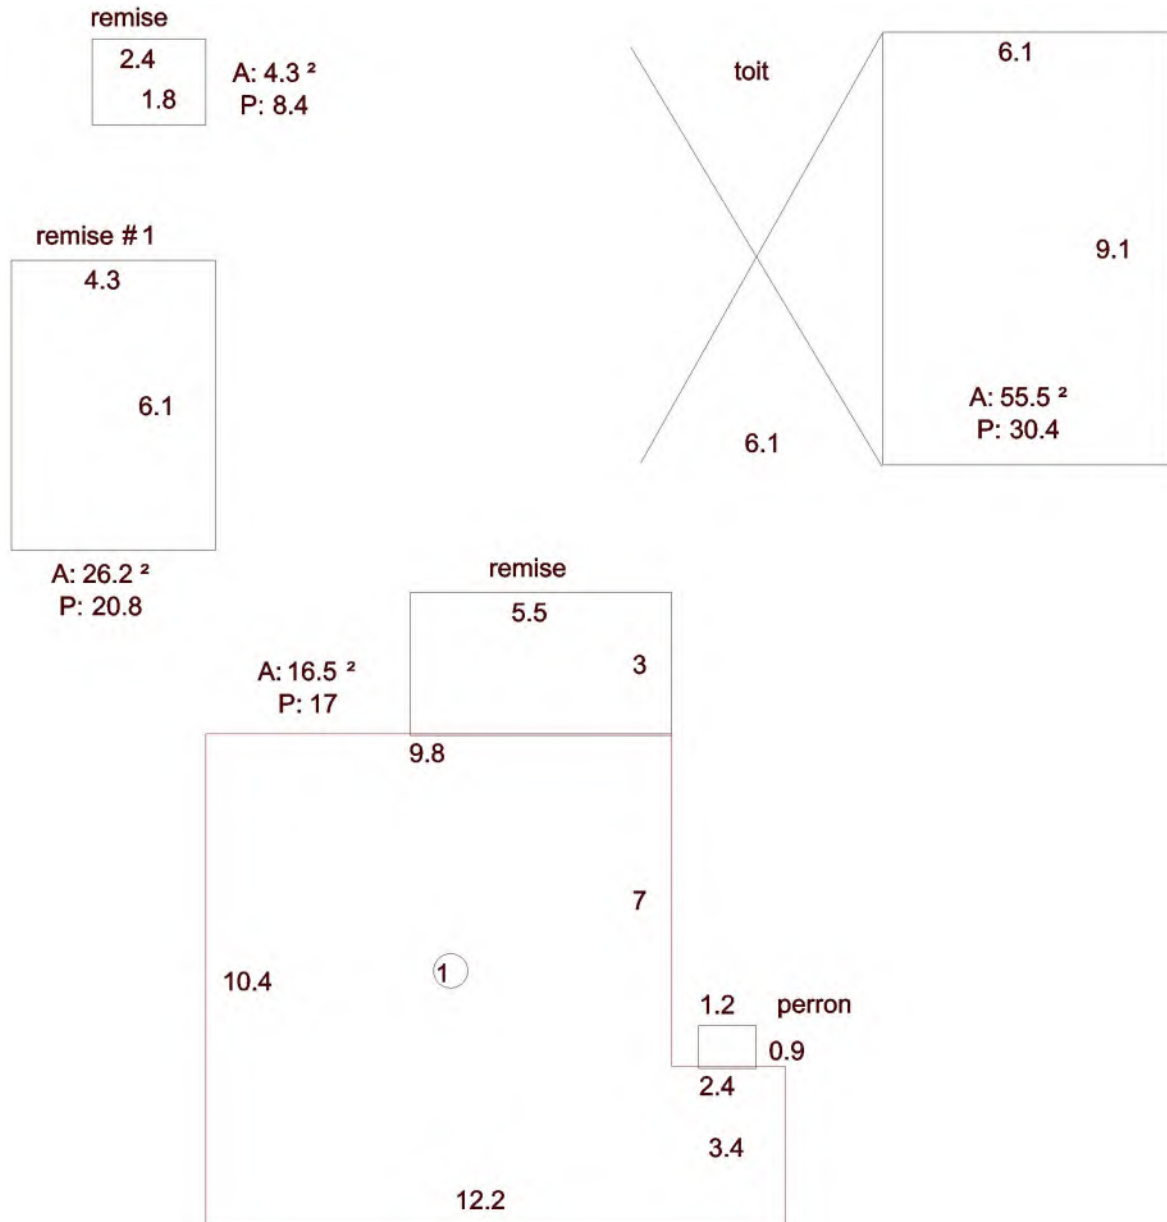 remise
2.4
1.8
A: 4.3 ²
P: 8.4
toit
6.1
9.1
A: 55.5 ²
P: 30.4
6.1
remise # 1
4.3
6.1
A: 26.2 ²
P: 20.8
remise
5.5
3
A: 16.5 ²
P: 17
9.8
7
10.4
1
1.2
perron
0.9
2.4
3.4
12.2